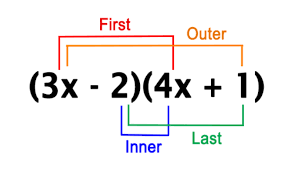 First
Outer
(3x - 2)(4x + 1)
Inner
Last